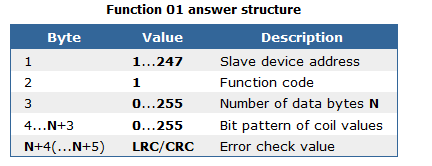 Function 01 answer structure
Byte Value Description
1 1...247 Slave device address
2 1 Function code
3 0...255 Number of data bytes N
4...N+3 0...255 Bit pattern of coil values
N+4(...N+5) LRC/CRC Error check value